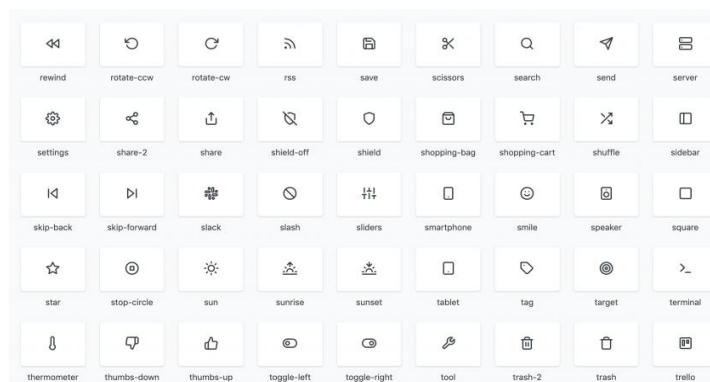 rewind rotate-ccw rotate-cw rss save scissors search send server
settings share-2 share shield-off shield shopping-bag shopping-cart shuffle sidebar
skip-back skip-forward slack slash sliders smartphone smile speaker square
star stop-circle sun sunrise sunset tablet tag target terminal
thermometer thumbs-down thumbs-up toggle-left toggle-right tool trash-2 trash trello